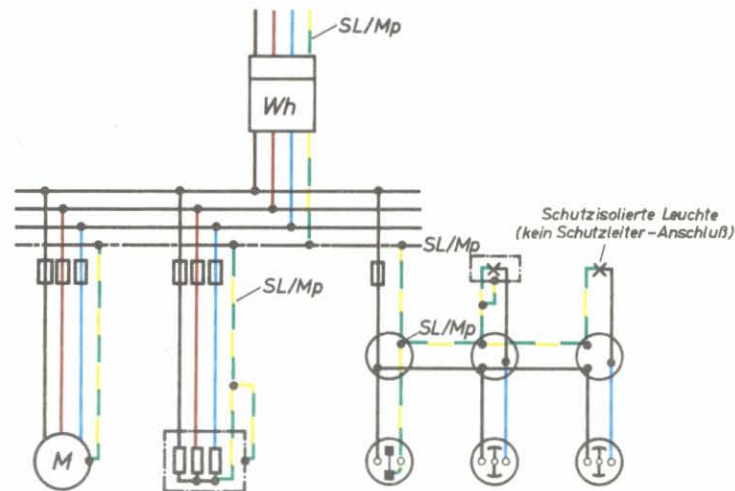 SL/Mp
Wh
Schutzisolierte Leuchte
(kein Schutzleiter-Anschluß)
SL/Mp
SL/Mp
SL/Mp
M